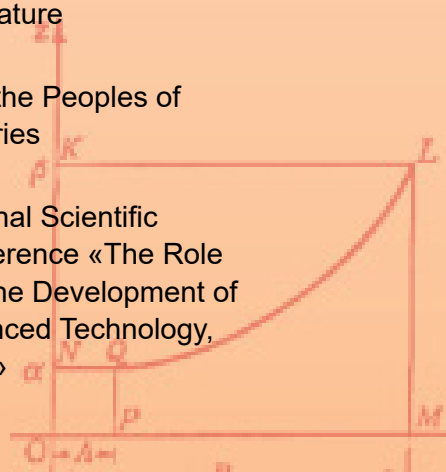 ature
the Peoples of
ries
nal Scientific
erence «The Role
he Development of
nced Technology,
»
z
K
L
β
N
Q
α
P
M
O
A